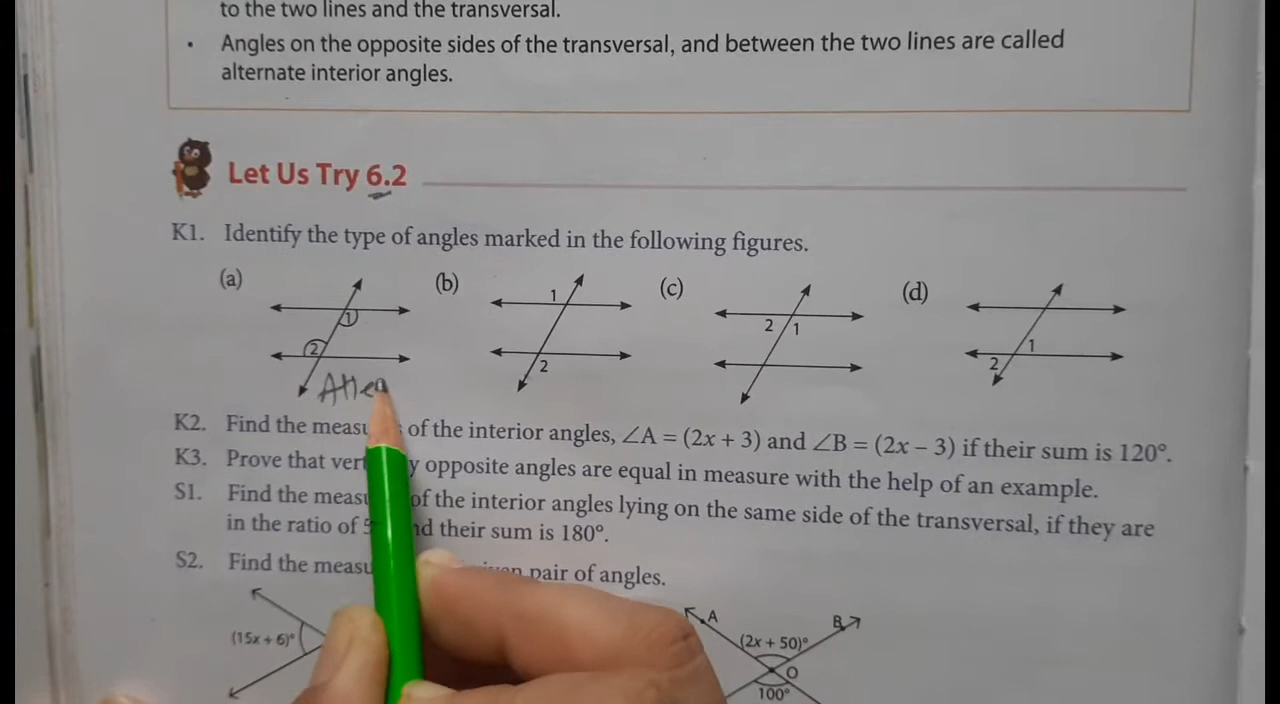 to the two lines and the transversal.
• Angles on the opposite sides of the transversal, and between the two lines are called
alternate interior angles.
Let Us Try 6.2
K1. Identify the type of angles marked in the following figures.
(a) (b) (c) (d)
1 2
1 2
2 1
1 2
Alte
K2. Find the of the interior angles, ∠A = (2x + 3) and ∠B = (2x – 3) if their sum is 120°.
K3. Prove that opposite angles are equal in measure with the help of an example.
S1. Find the of the interior angles lying on the same side of the transversal, if they are
in the ratio of their sum is 180°.
S2. Find the pair of angles.
(15x + 6)°
A B
(2x + 50)°
O
100°